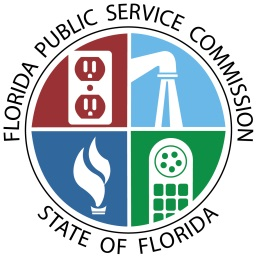 FLORIDA PUBLIC SERVICE COMMISSION
STATE OF FLORIDA